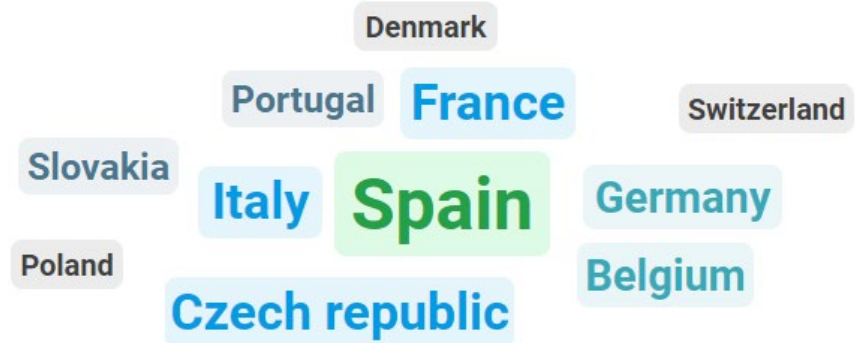 Denmark
Portugal
France
Switzerland
Slovakia
Italy
Spain
Germany
Poland
Belgium
Czech republic